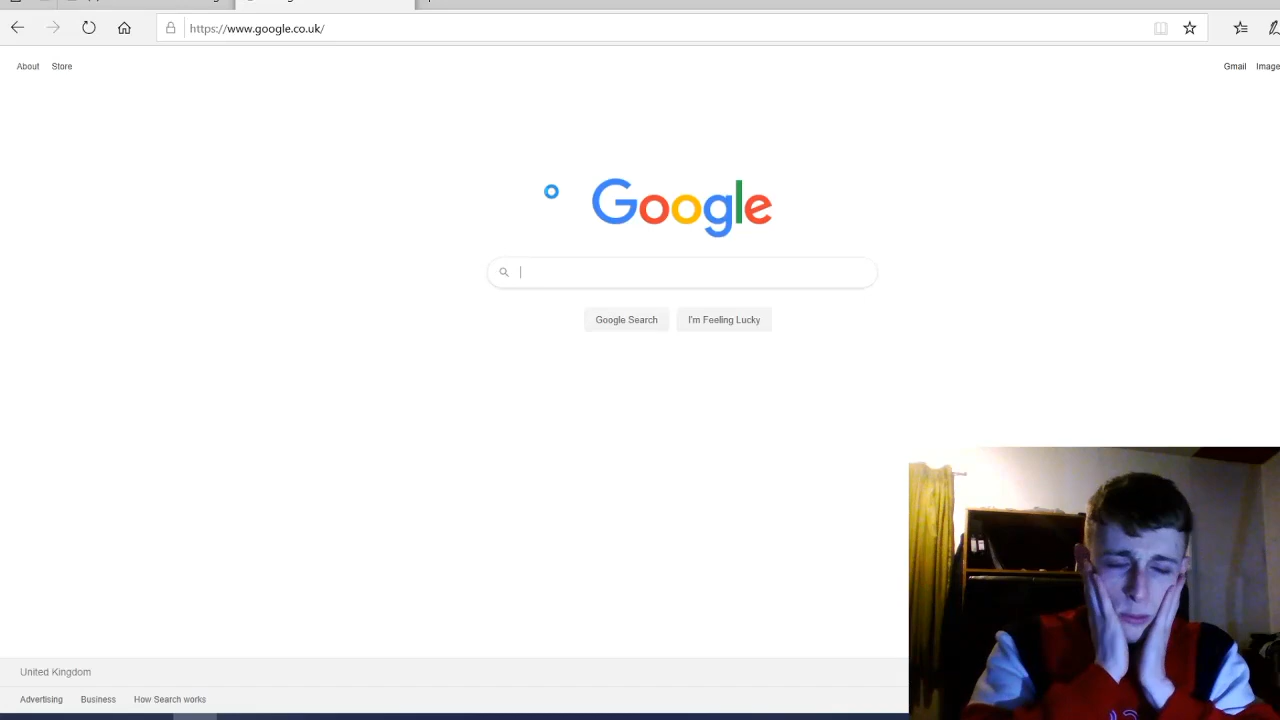 https://www.google.co.uk/
About Store
Gmail Image
Google
Google Search I'm Feeling Lucky
United Kingdom
Advertising Business How Search works